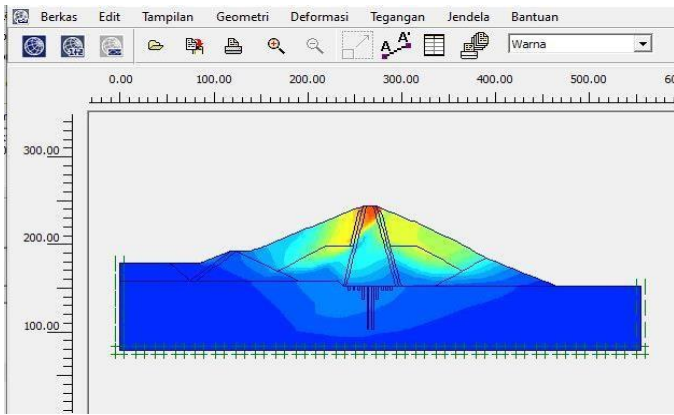 Berkas Edit Tampilan Geometri Deformasi Tegangan Jendela Bantuan
Warna
0.00 100.00 200.00 300.00 400.00 500.00
300.00
200.00
100.00